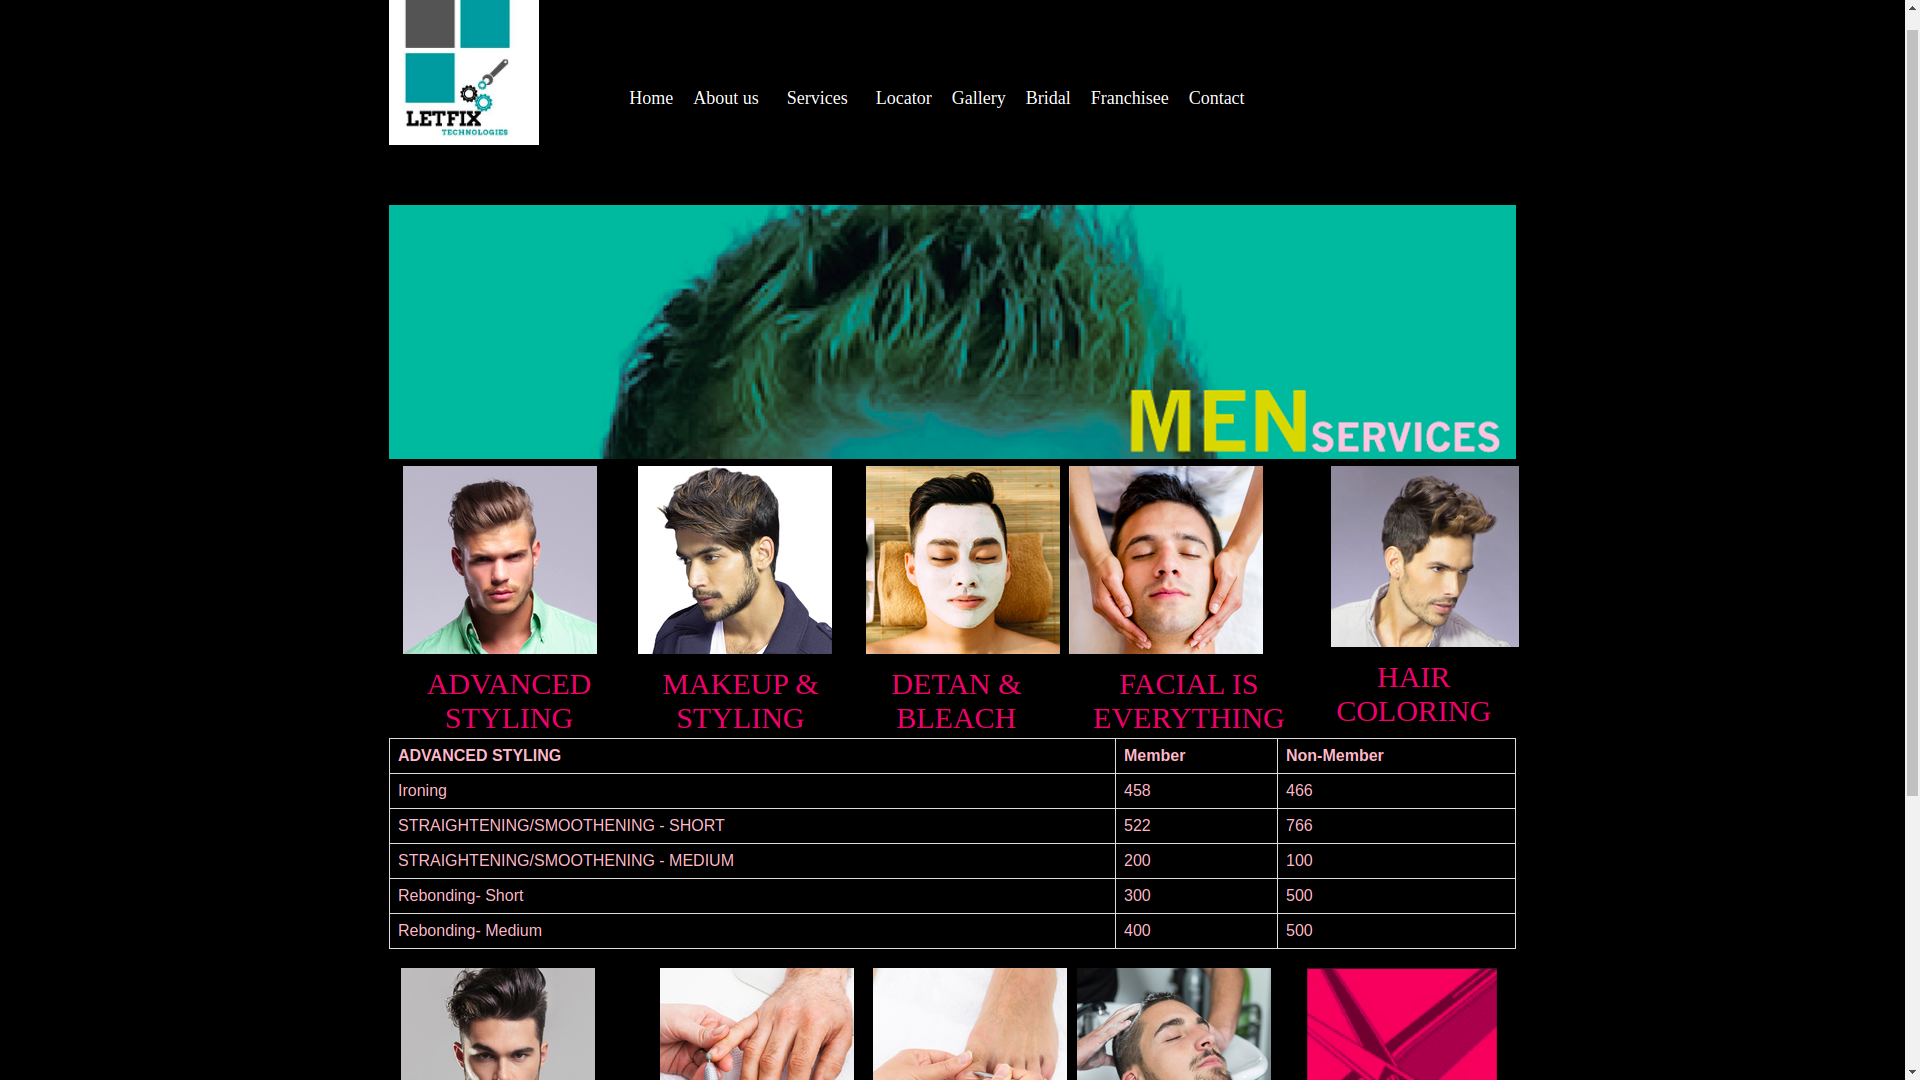 LETFIX
TECHNOLOGIES
Home About us Services Locator Gallery Bridal Franchisee Contact
MEN SERVICES
ADVANCED
STYLING
MAKEUP &
STYLING
DETAN &
BLEACH
FACIAL IS
EVERYTHING
HAIR
COLORING
ADVANCED STYLING Member Non-Member
Ironing 458 466
STRAIGHTENING/SMOOTHENING - SHORT 522 766
STRAIGHTENING/SMOOTHENING - MEDIUM 200 100
Rebonding- Short 300 500
Rebonding- Medium 400 500